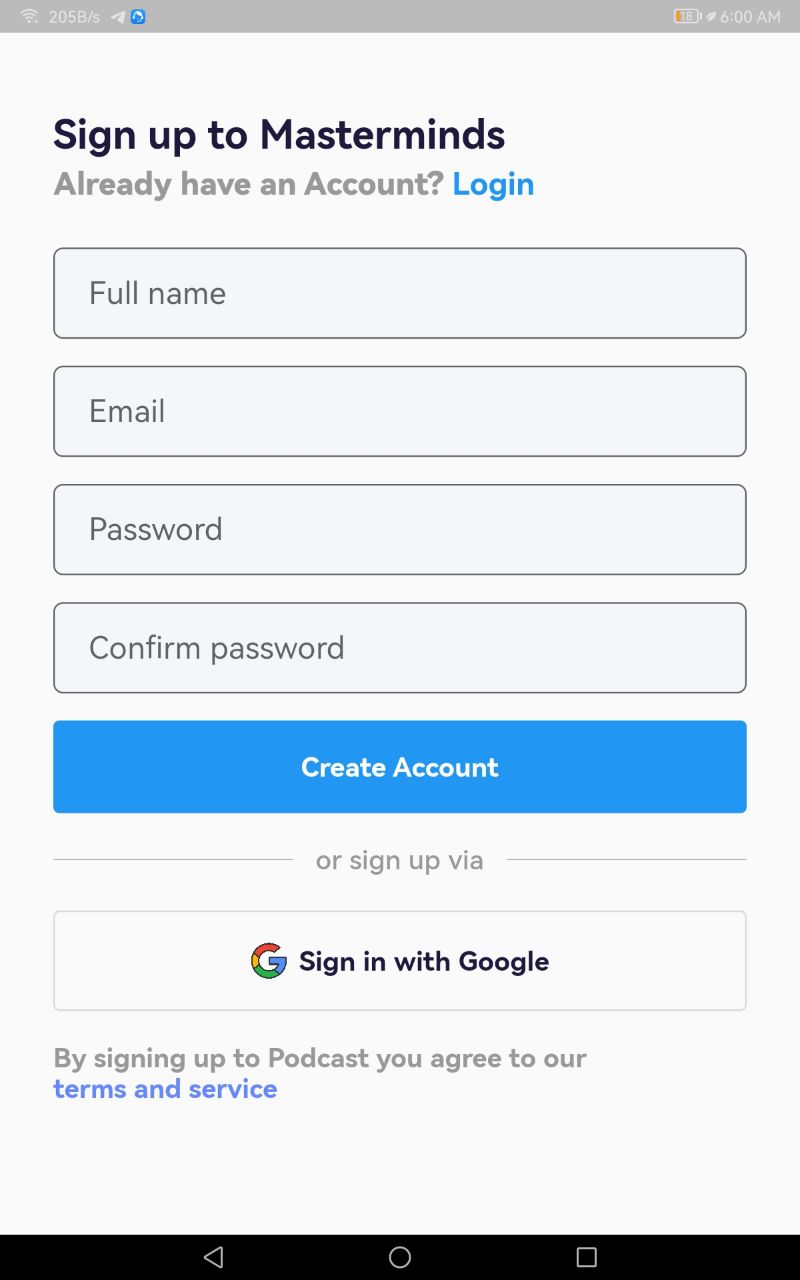 205B/s
18
6:00 AM
Sign up to Masterminds
Already have an Account? Login
Full name
Email
Password
Confirm password
Create Account
or sign up via
Sign in with Google
By signing up to Podcast you agree to our
terms and service